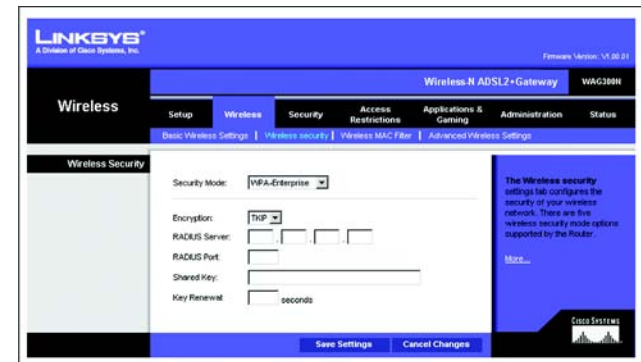 LINKSYS®
A Division of Cisco Systems, Inc.
Firmware Version: V1.00.01
Wireless-N ADSL2+Gateway WAG300N
Wireless
Setup Wireless Security Access Restrictions Applications & Gaming Administration Status
Basic Wireless Settings | Wireless security | Wireless MAC Filter | Advanced Wireless Settings
Wireless Security
Security Mode: WPA-Enterprise
Encryption: TKIP
RADIUS Server: . . .
RADIUS Port:
Shared Key:
Key Renewal: seconds
The Wireless security
settings tab configures the
security of your wireless
network. There are five
wireless security mode options
supported by the Router.
More...
Save Settings Cancel Changes
CISCO SYSTEMS